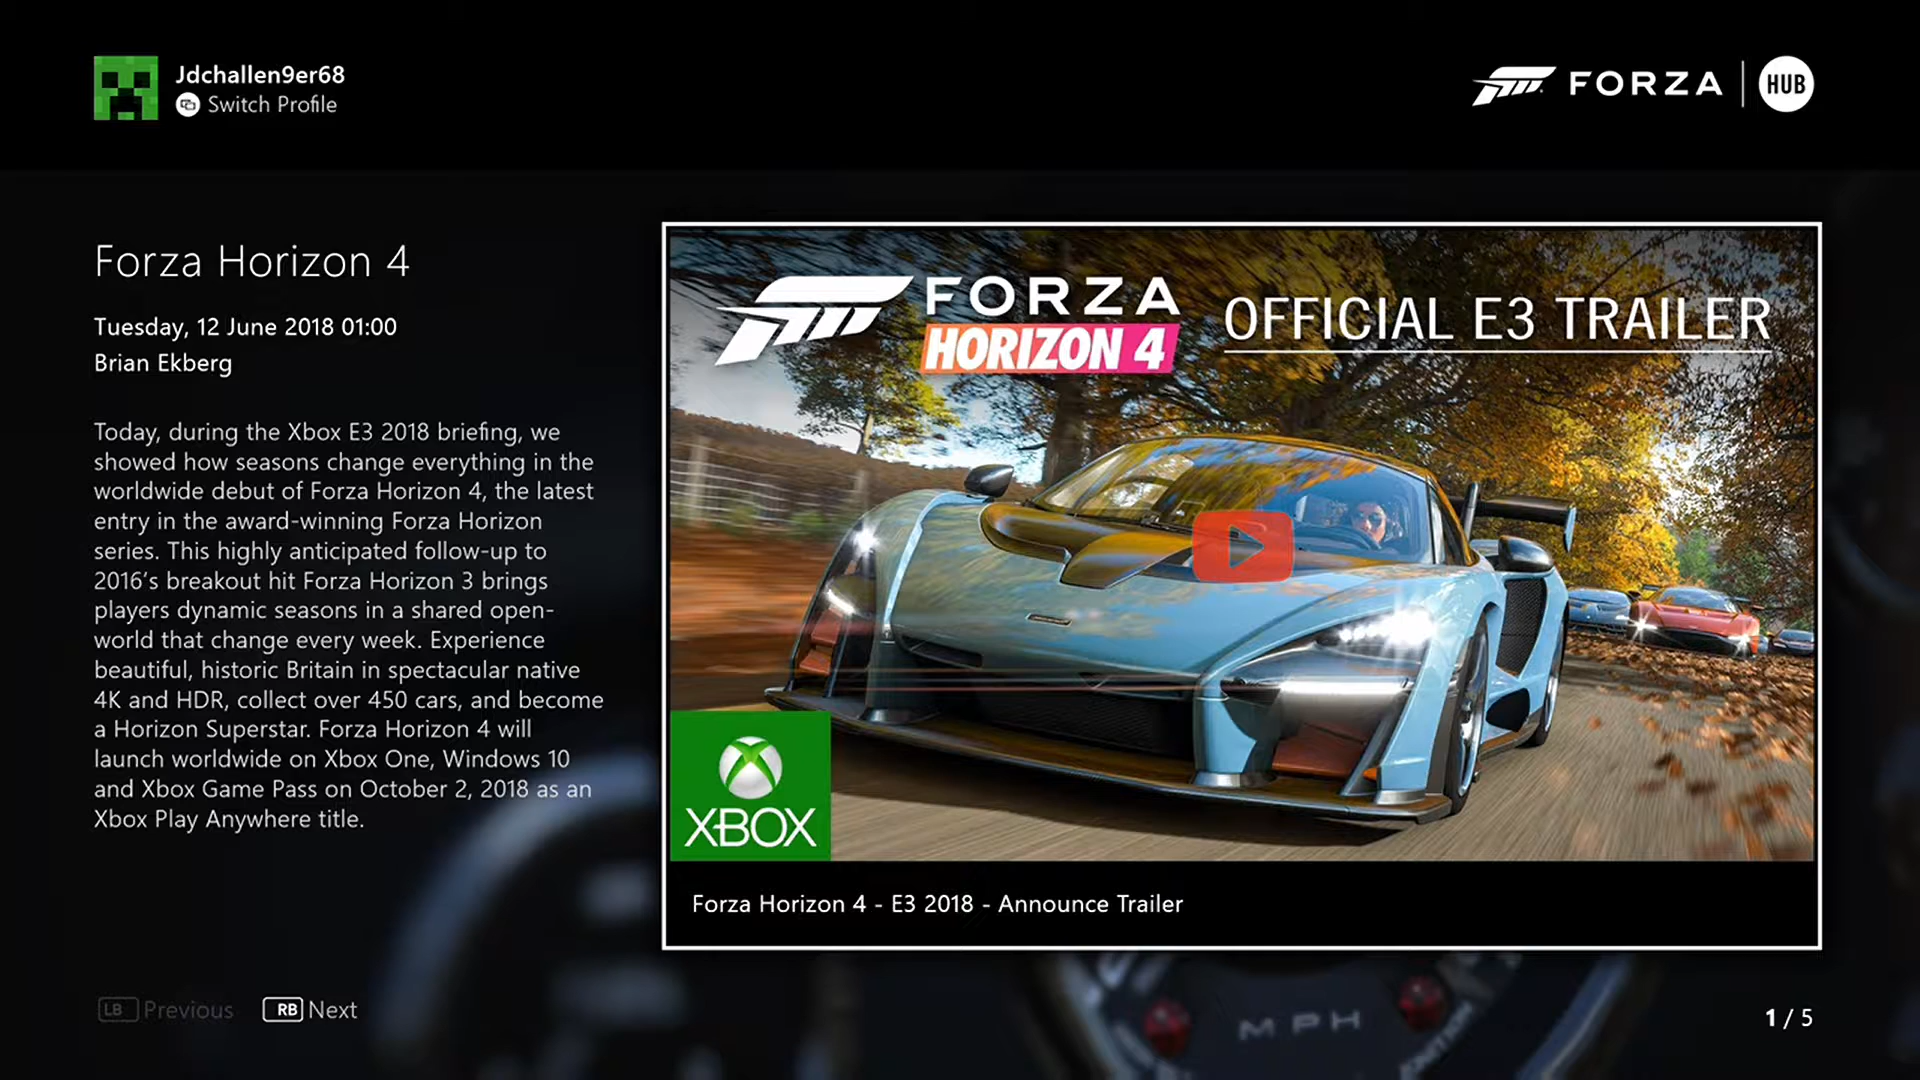 Jdchallen9er68
Switch Profile
FORZA HUB
Forza Horizon 4
Tuesday, 12 June 2018 01:00
Brian Ekberg
Today, during the Xbox E3 2018 briefing, we
showed how seasons change everything in the
worldwide debut of Forza Horizon 4, the latest
entry in the award-winning Forza Horizon
series. This highly anticipated follow-up to
2016's breakout hit Forza Horizon 3 brings
players dynamic seasons in a shared open-
world that change every week. Experience
beautiful, historic Britain in spectacular native
4K and HDR, collect over 450 cars, and become
a Horizon Superstar. Forza Horizon 4 will
launch worldwide on Xbox One, Windows 10
and Xbox Game Pass on October 2, 2018 as an
Xbox Play Anywhere title.
FORZA
HORIZON 4
OFFICIAL E3 TRAILER
XBOX
Forza Horizon 4 - E3 2018 - Announce Trailer
LB Previous RB Next
MPH
1 / 5